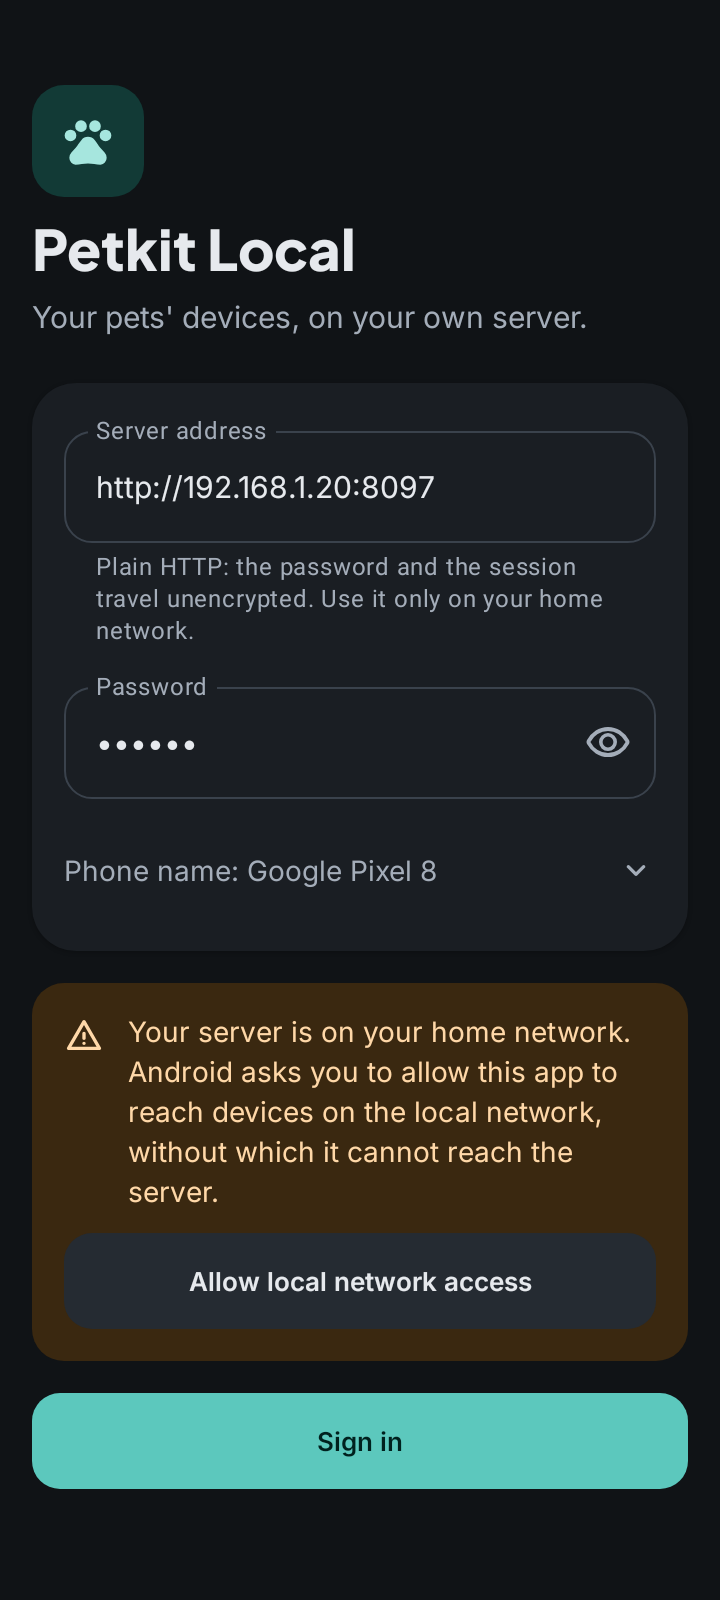 Petkit Local
Your pets' devices, on your own server.
Server address
http://192.168.1.20:8097
Plain HTTP: the password and the session
travel unencrypted. Use it only on your home
network.
Password
••••••
Phone name: Google Pixel 8
Your server is on your home network.
Android asks you to allow this app to
reach devices on the local network,
without which it cannot reach the
server.
Allow local network access
Sign in